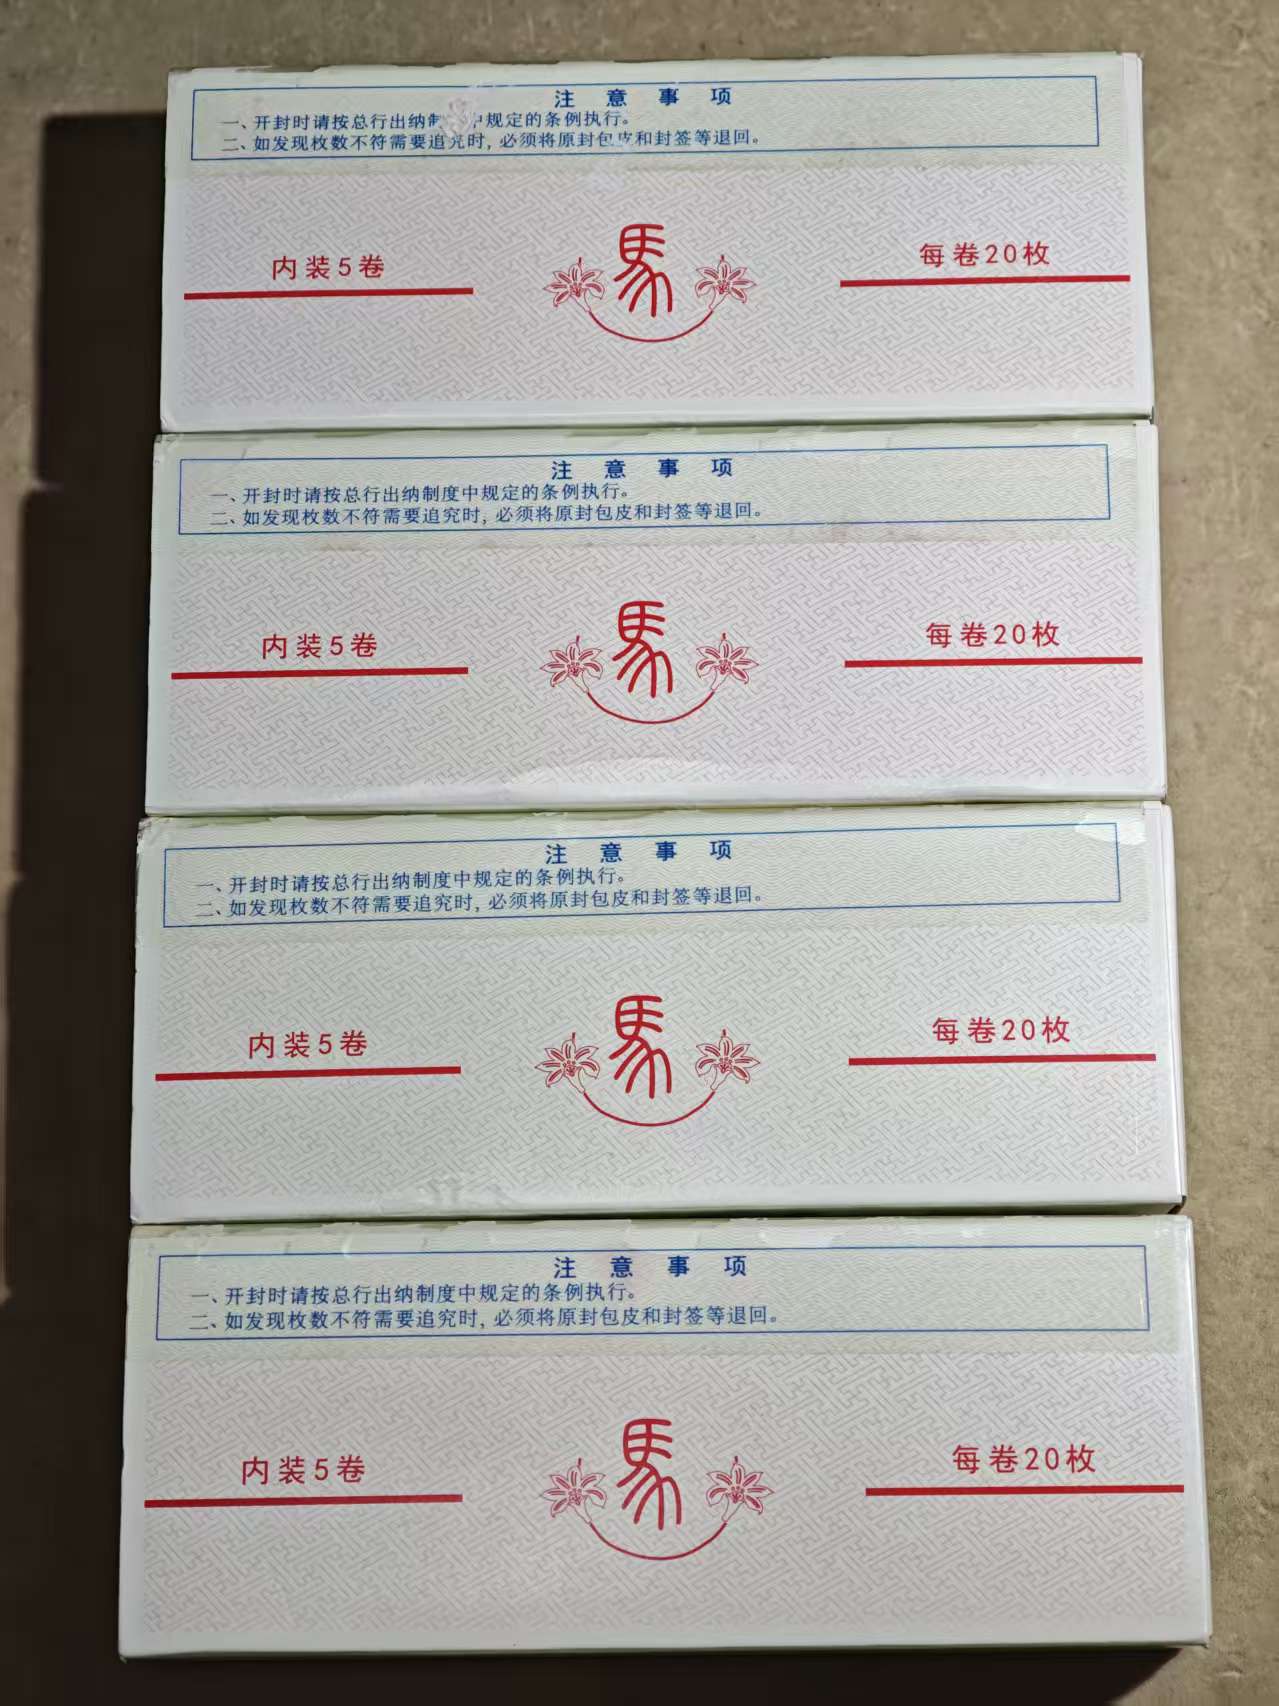 注意事项
一、开封时请按总行出纳制中规定的条例执行。
二、如发现枚数不符需要追究时，必须将原封包皮和封签等退回。
内装5卷
馬
每卷20枚
注意事项
一、开封时请按总行出纳制度中规定的条例执行。
二、如发现枚数不符需要追究时，必须将原封包皮和封签等退回。
内装5卷
馬
每卷20枚
注意事项
一、开封时请按总行出纳制度中规定的条例执行。
二、如发现枚数不符需要追究时，必须将原封包皮和封签等退回。
内装5卷
馬
每卷20枚
注意事项
一、开封时请按总行出纳制度中规定的条例执行。
二、如发现枚数不符需要追究时，必须将原封包皮和封签等退回。
内装5卷
馬
每卷20枚